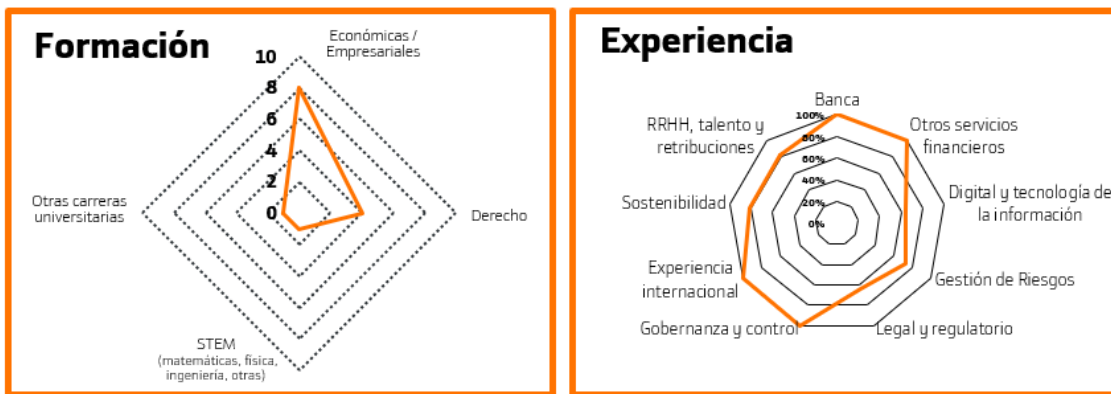 Formación
Económicas /
Empresariales
10
8
6
4
2
0
Otras carreras
universitarias
Derecho
STEM
(matemáticas, física,
ingeniería, otras)
Experiencia
Banca
100%
80%
60%
40%
20%
0%
RRHH, talento y
retribuciones
Otros servicios
financieros
Sostenibilidad
Digital y tecnología de
la información
Experiencia
internacional
Gestión de Riesgos
Gobernanza y control
Legal y regulatorio